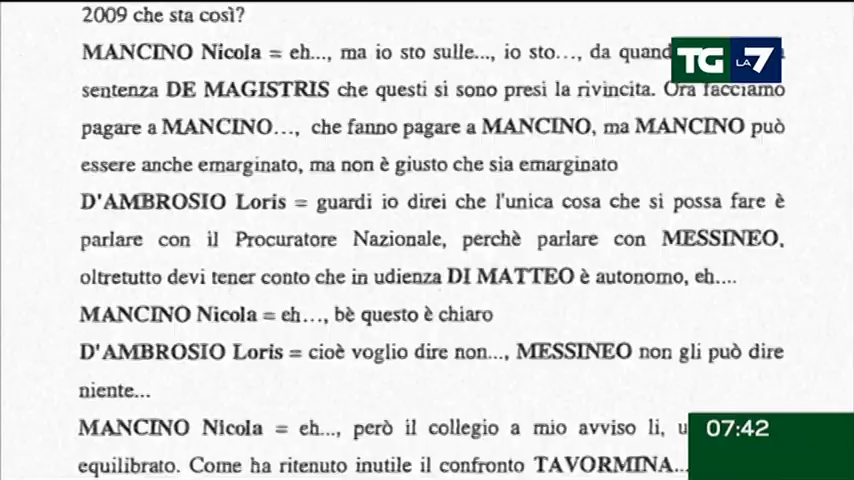 2009 che sta così?
MANCINO Nicola = eh..., ma io sto sulle..., io sto..., da quand
sentenza DE MAGISTRIS che questi si sono presi la rivincita. Ora facciamo
pagare a MANCINO..., che fanno pagare a MANCINO, ma MANCINO può
essere anche emarginato, ma non è giusto che sia emarginato
D'AMBROSIO Loris = guardi io direi che l'unica cosa che si possa fare è
parlare con il Procuratore Nazionale, perchè parlare con MESSINEO,
oltretutto devi tener conto che in udienza DI MATTEO è autonomo, eh....
MANCINO Nicola = eh..., bè questo è chiaro
D'AMBROSIO Loris = cioè voglio dire non..., MESSINEO non gli può dire
niente...
MANCINO Nicola = eh..., però il collegio a mio avviso li, u
equilibrato. Come ha ritenuto inutile il confronto TAVORMINA...
TG LA 7
07:42